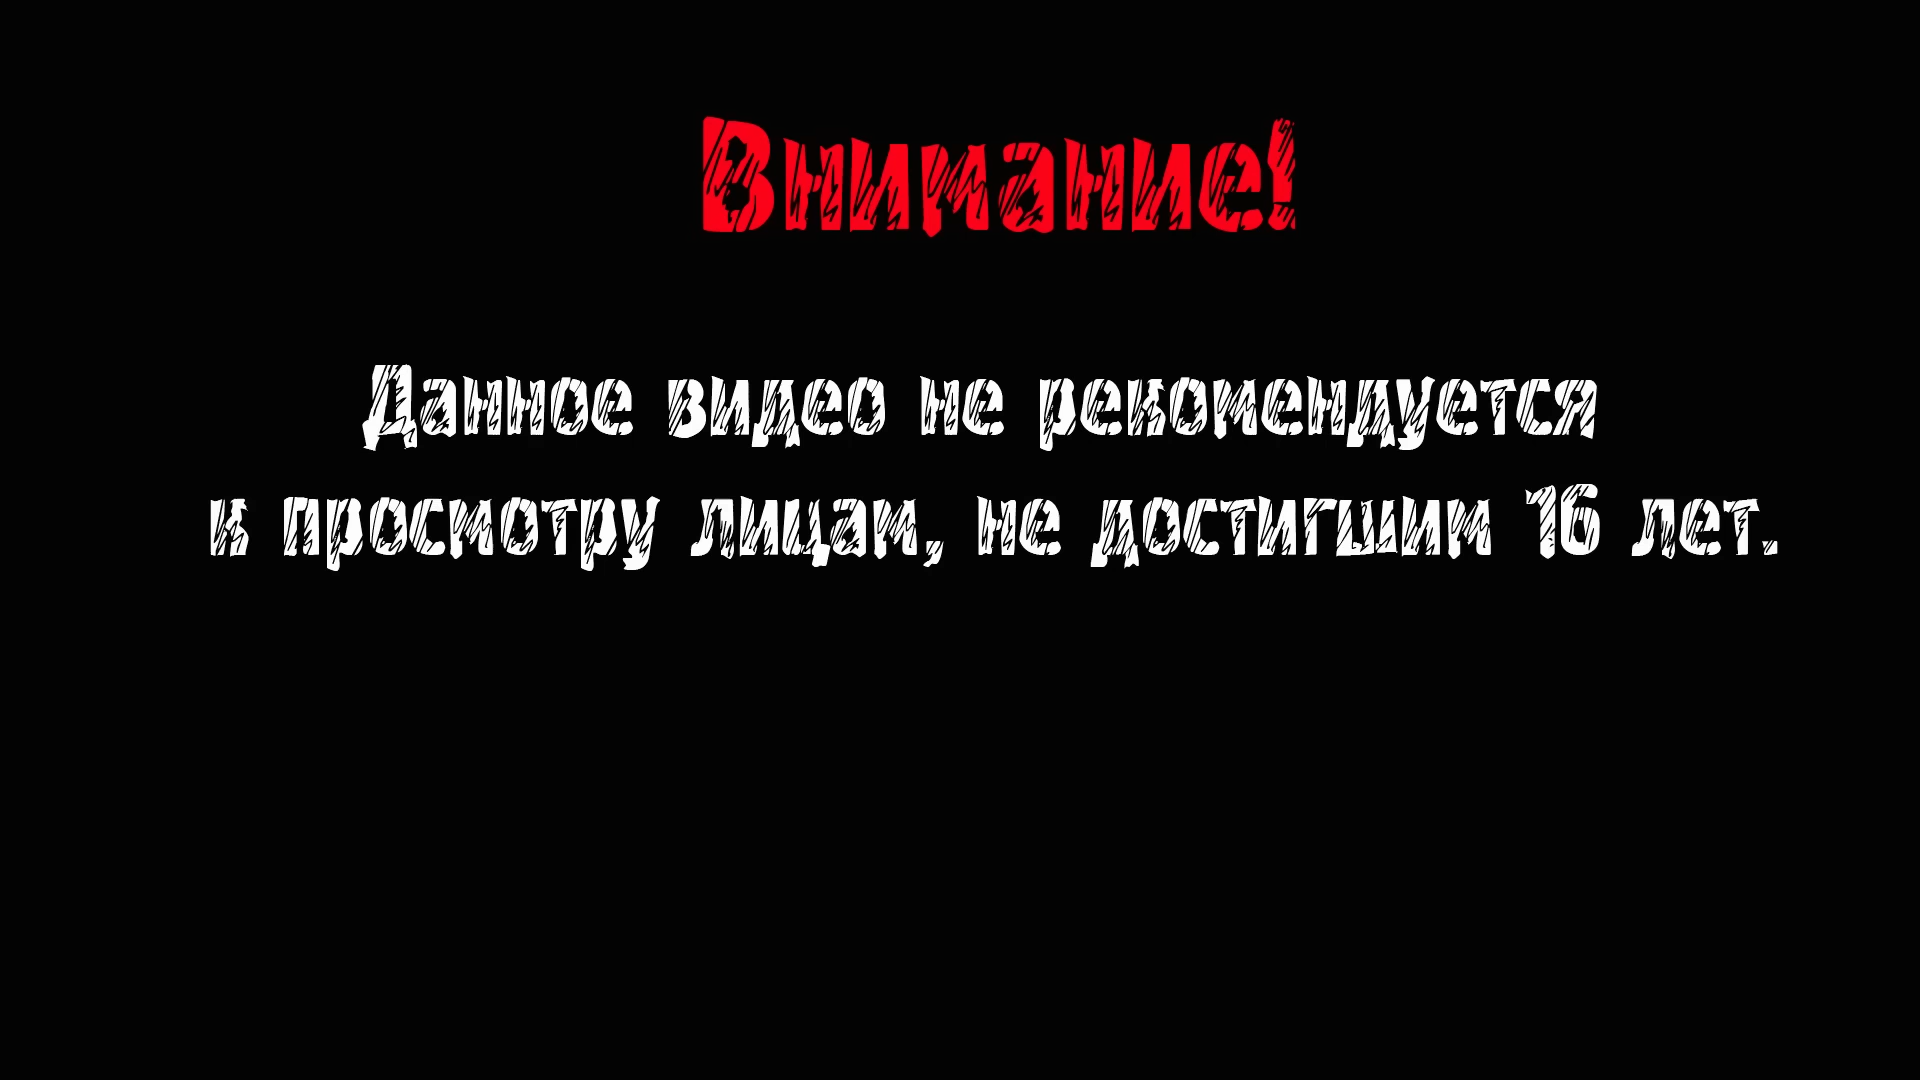 Внимание!
Данное видео не рекомендуется
к просмотру лицам, не достигшим 16 лет.